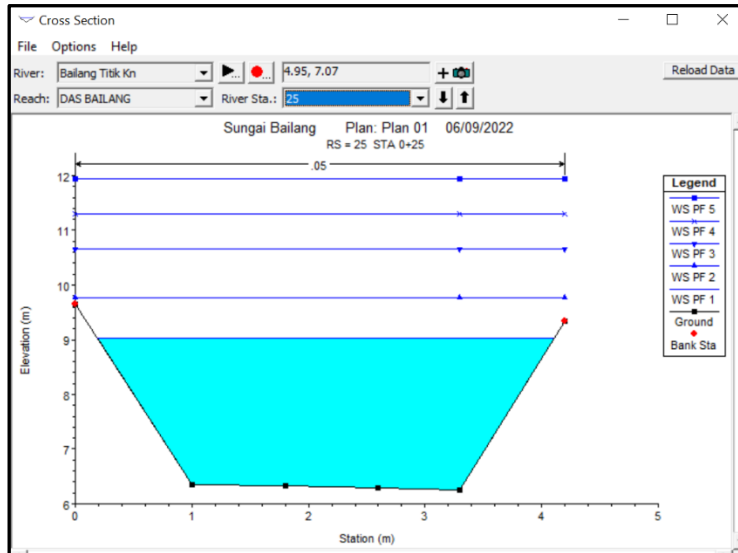 Cross Section
File Options Help
River: Bailang Titik Kn 4.95, 7.07 Reload Data
Reach: DAS BAILANG River Sta.: 25
Sungai Bailang Plan: Plan 01 06/09/2022
RS = 25 STA 0+25
.05
12
11
10
9
8
7
6
Elevation (m)
0 1 2 3 4 5
Station (m)
Legend
WS PF 5
WS PF 4
WS PF 3
WS PF 2
WS PF 1
Ground
Bank Sta